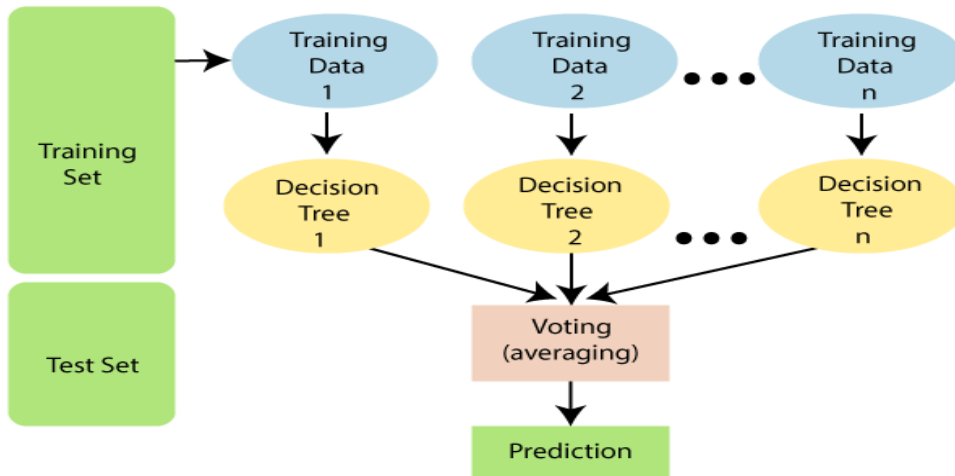 Training
Data
1
Training
Data
2
Training
Data
n
Training
Set
Decision
Tree
1
Decision
Tree
2
Decision
Tree
n
Test Set
Voting
(averaging)
Prediction